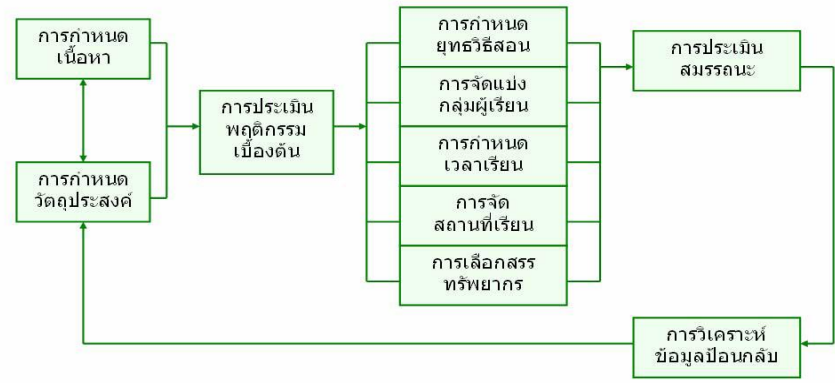 การกำหนด
เนื้อหา
การกำหนด
วัตถุประสงค์
การประเมิน
พฤติกรรม
เบื้องต้น
การกำหนด
ยุทธวิธีสอน
การจัดแบ่ง
กลุ่มผู้เรียน
การกำหนด
เวลาเรียน
การจัด
สถานที่เรียน
การเลือกสรร
ทรัพยากร
การประเมิน
สมรรถนะ
การวิเคราะห์
ข้อมูลป้อนกลับ